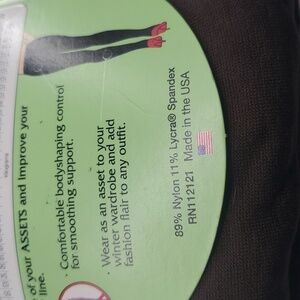 of your ASSETS and improve your
line.
· Comfortable bodyshaping control
for smoothing support.
· Wear as an asset to your
winter wardrobe and add
fashion flair to any outfit.
89% Nylon 11% Lycra® Spandex
RN112121 Made in the USA